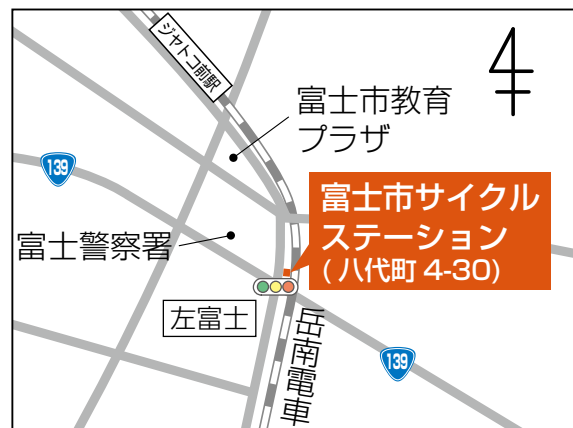 ジヤトコ前駅
富士市教育
プラザ
139
富士市サイクル
ステーション
(八代町 4-30)
富士警察署
左富士
岳南電車
139